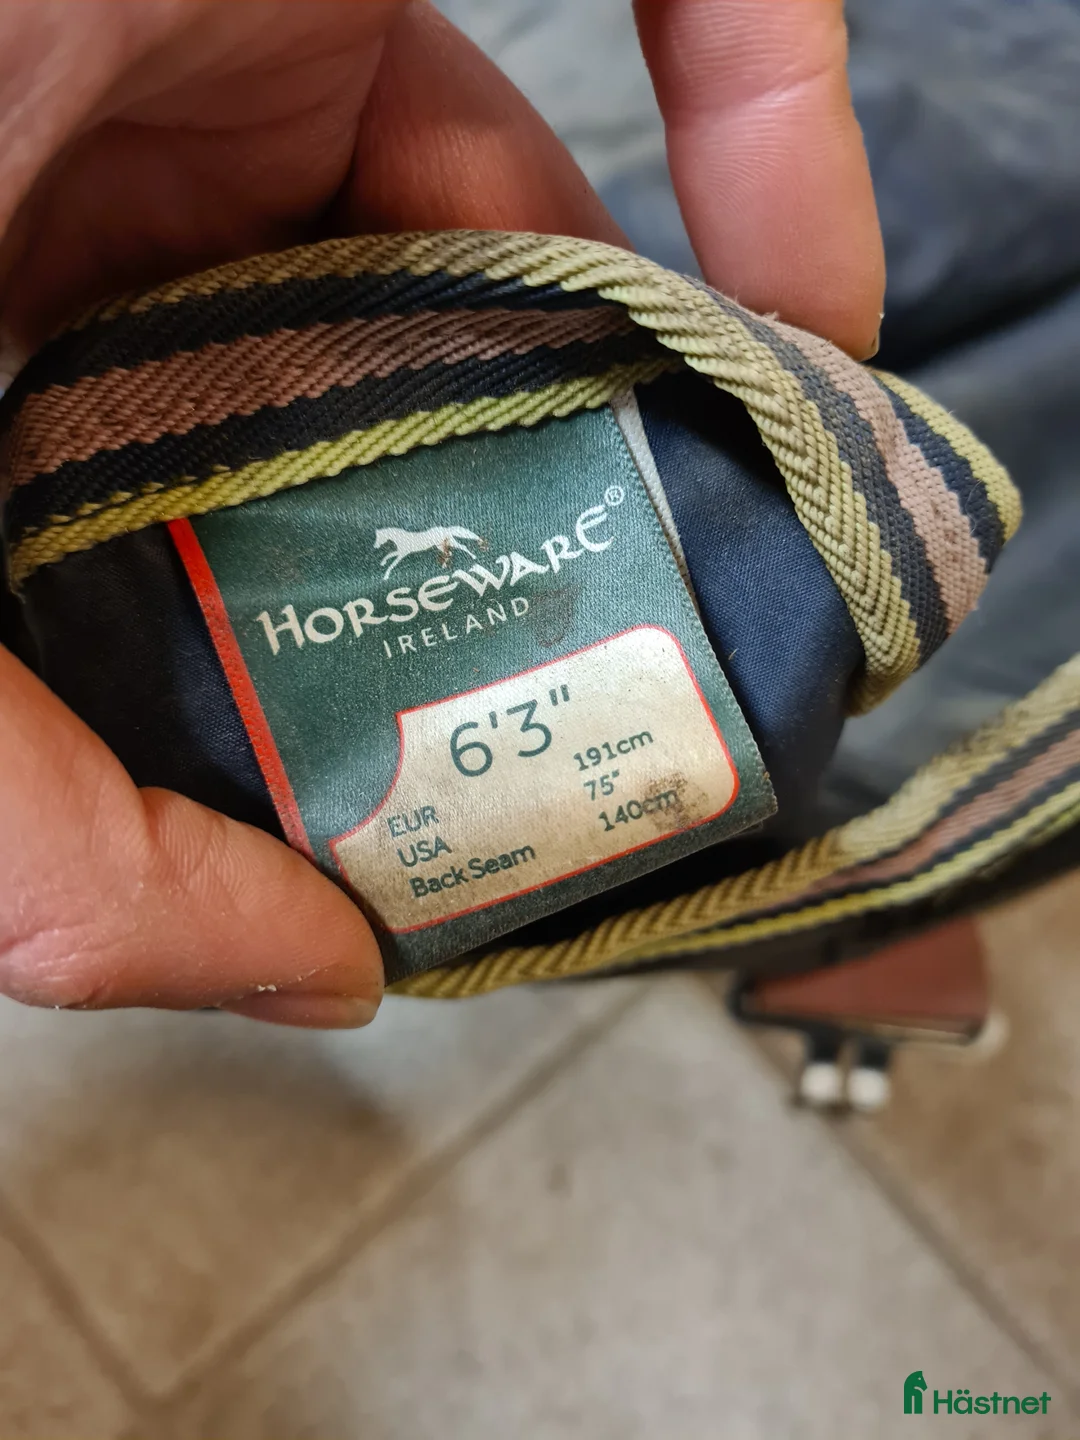 HORSEWARE®
IRELAND
6'3"
EUR 191cm
USA 75"
Back Seam 140cm
Hästnet